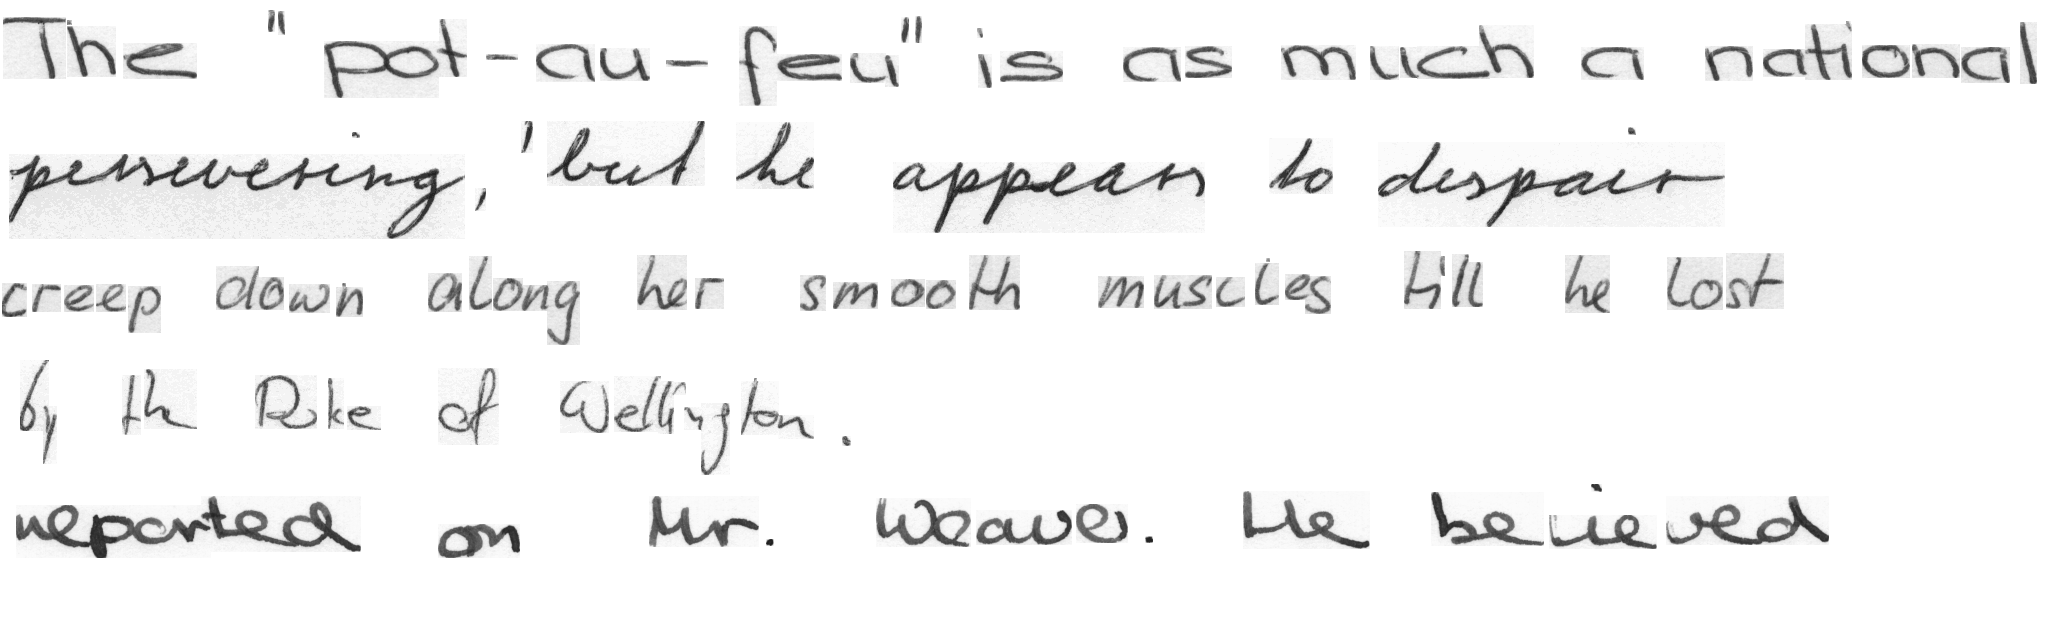 The " pot-au-feu" is as much a national
persevering, ' but he appears to despair
creep down along her smooth muscles till he lost
by the Duke of Wellington.
reported on Mr. Weaver. He believed